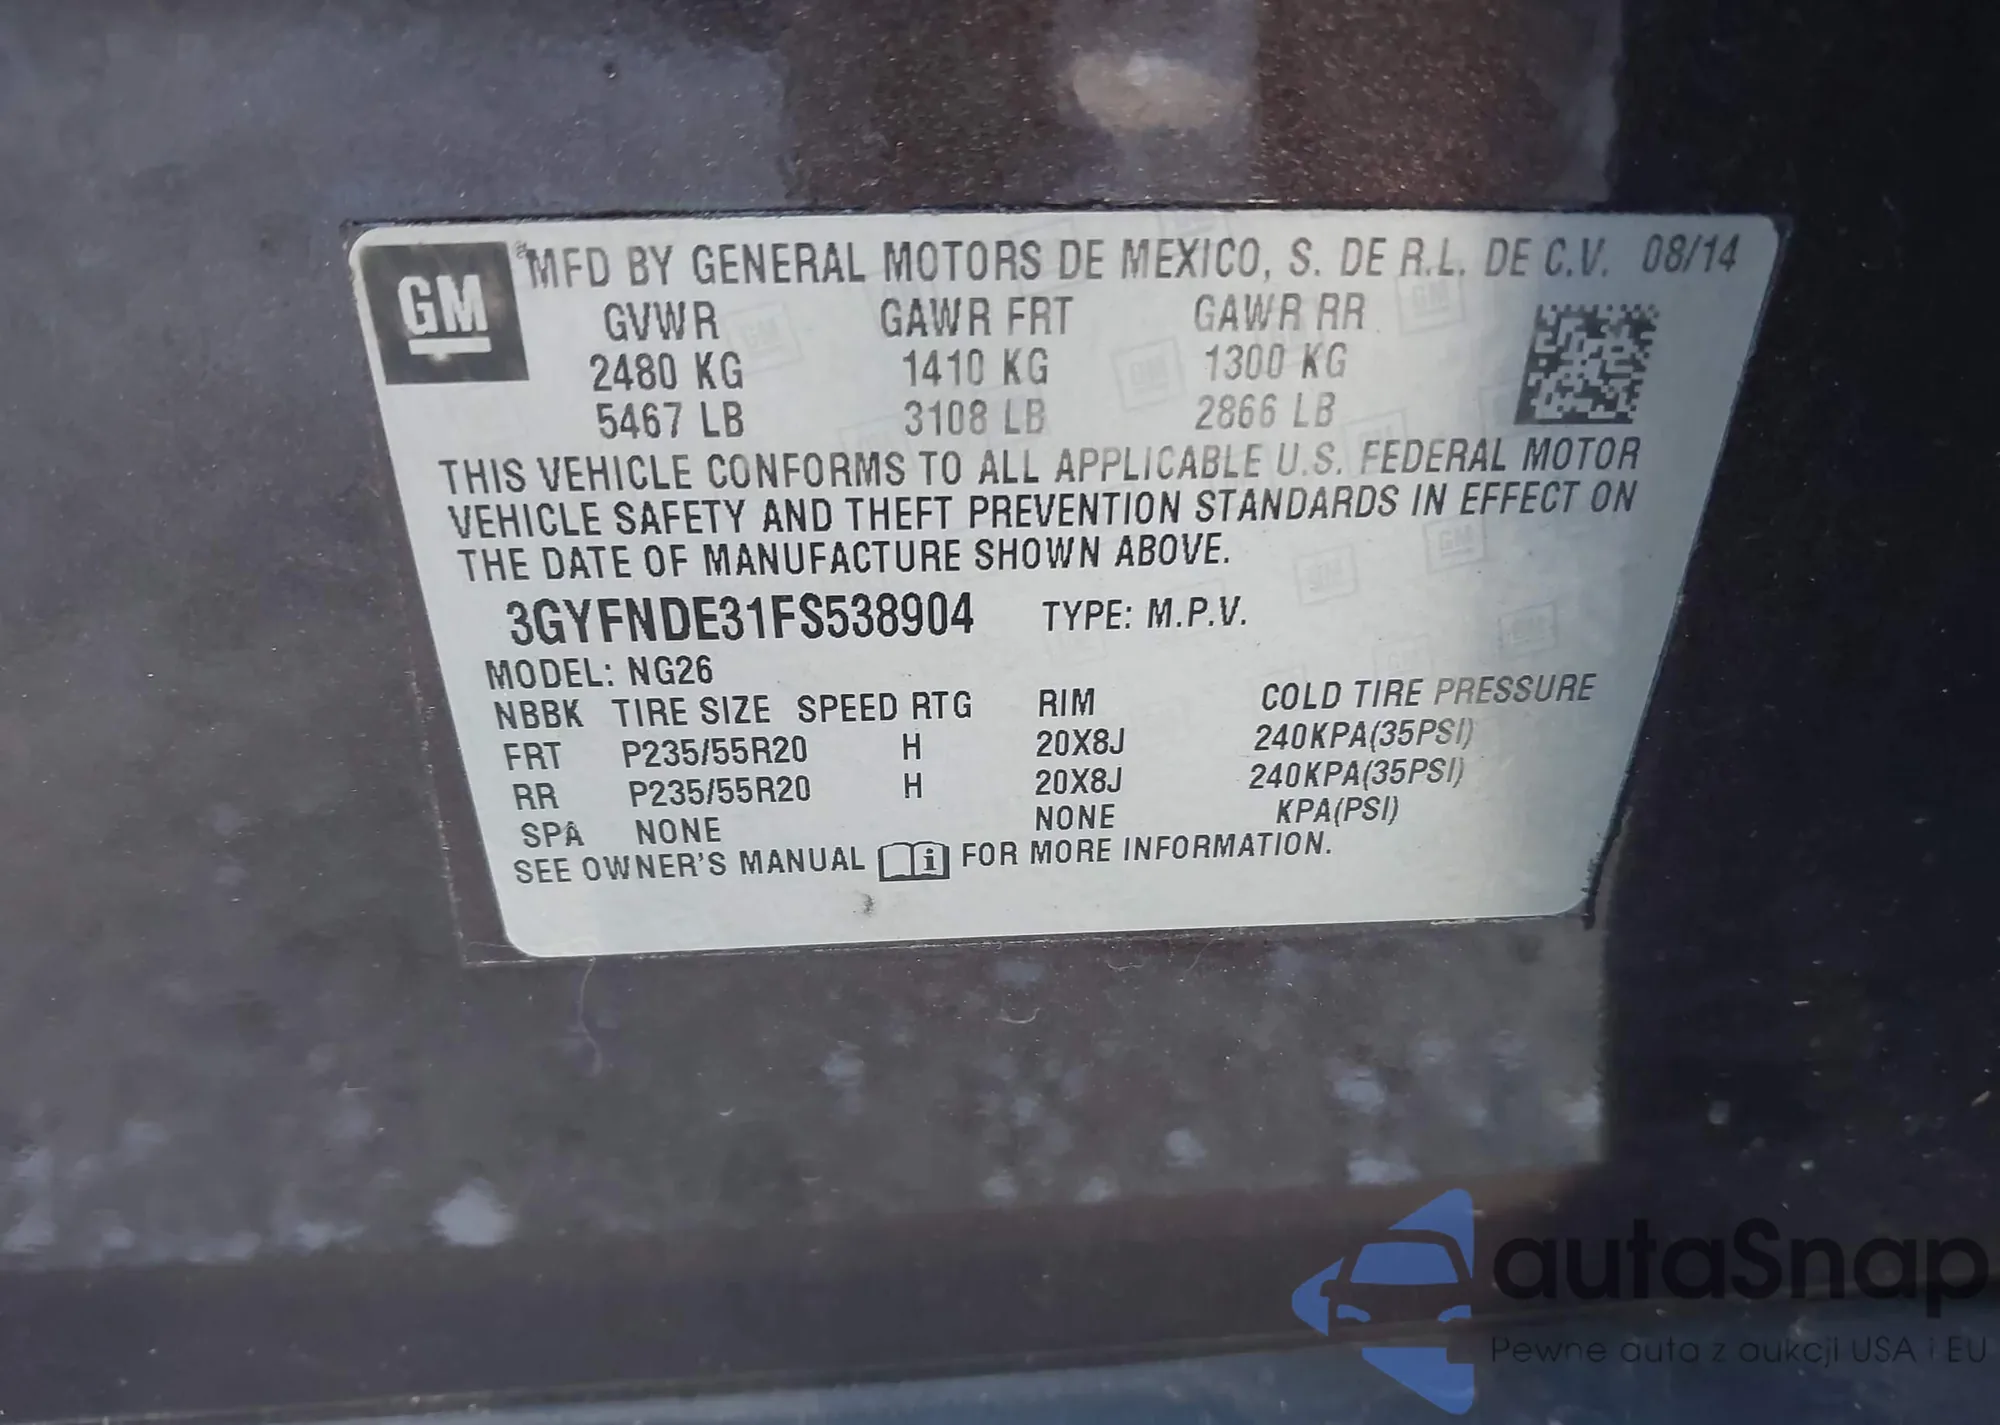 GM
MFD BY GENERAL MOTORS DE MEXICO, S. DE R.L. DE C.V. 08/14
GVWR GAWR FRT GAWR RR
2480 KG 1410 KG 1300 KG
5467 LB 3108 LB 2866 LB
THIS VEHICLE CONFORMS TO ALL APPLICABLE U.S. FEDERAL MOTOR
VEHICLE SAFETY AND THEFT PREVENTION STANDARDS IN EFFECT ON
THE DATE OF MANUFACTURE SHOWN ABOVE.
3GYFNDE31FS538904 TYPE: M.P.V.
MODEL: NG26
NBBK TIRE SIZE SPEED RTG RIM COLD TIRE PRESSURE
FRT P235/55R20 H 20X8J 240KPA(35PSI)
RR P235/55R20 H 20X8J 240KPA(35PSI)
SPA NONE NONE KPA(PSI)
SEE OWNER'S MANUAL i FOR MORE INFORMATION.
autaSnap
Pewne auta z aukcji USA i EU